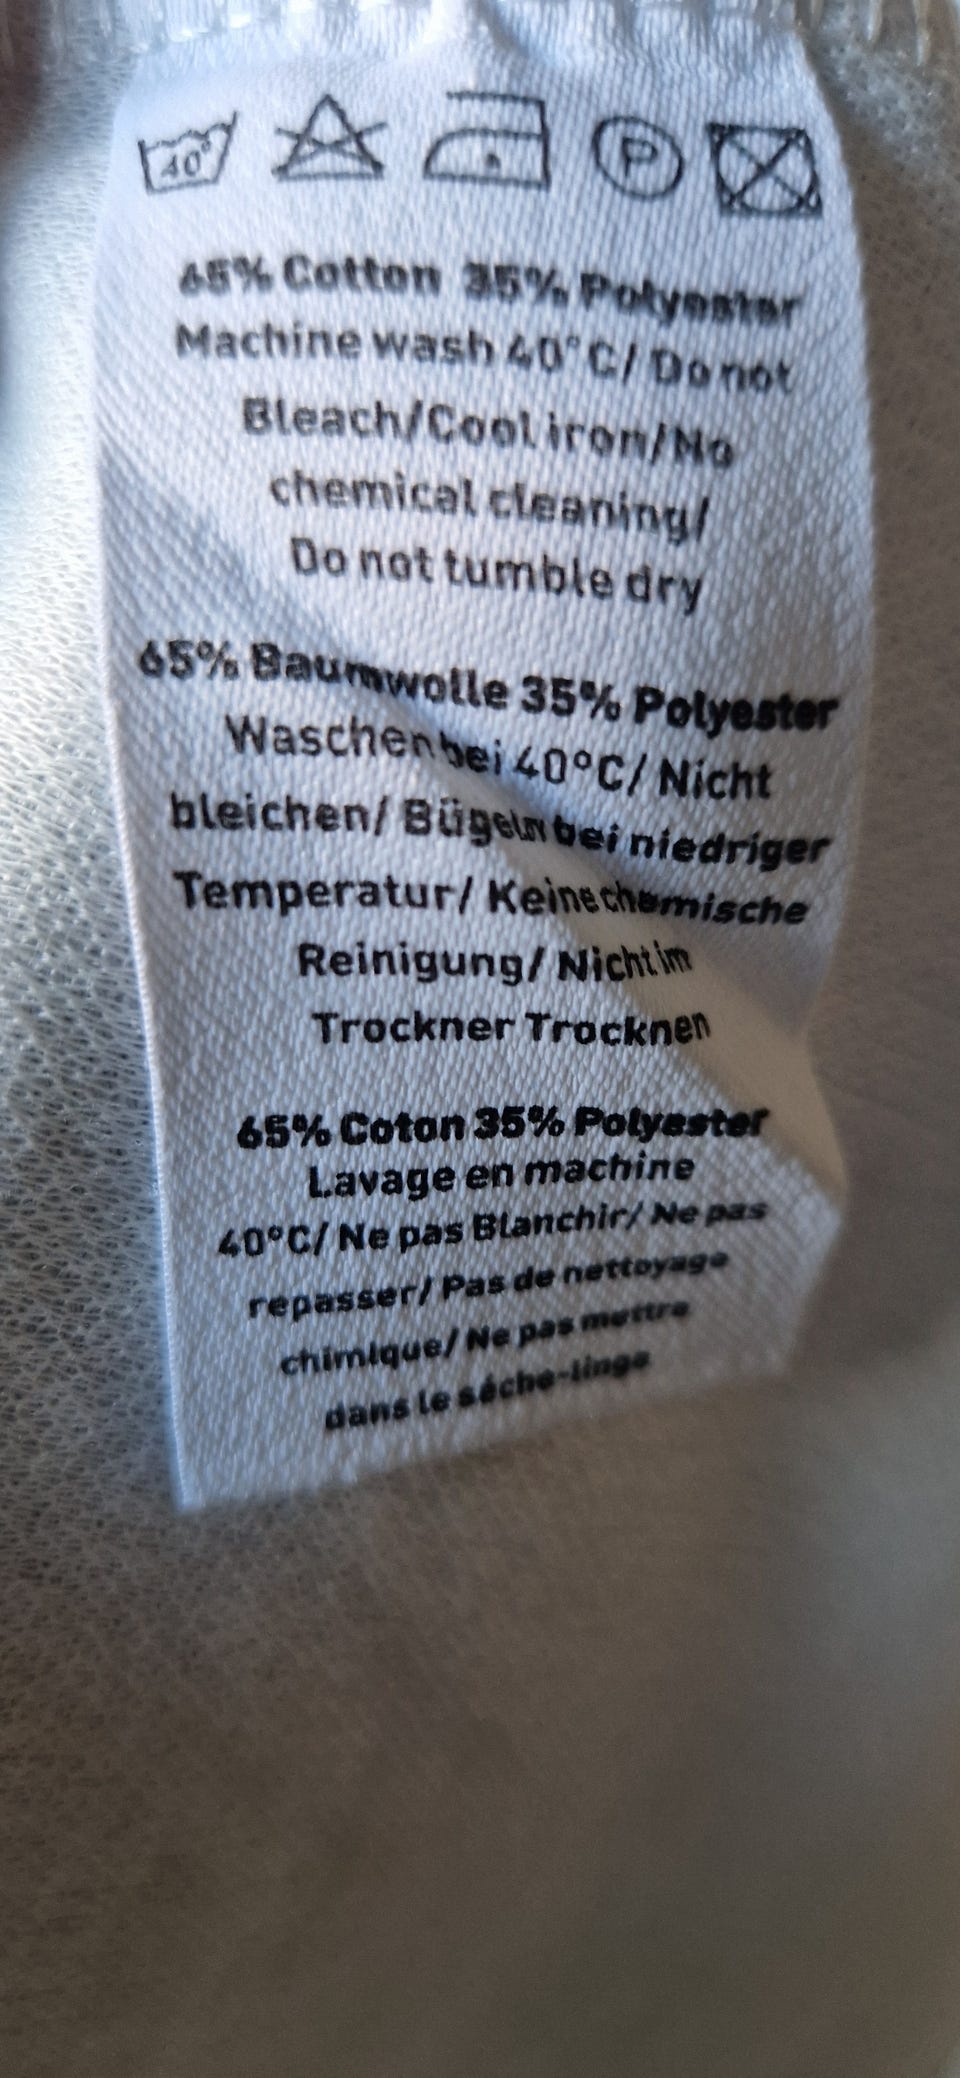 40°
P
65% Cotton 35% Polyester
Machine wash 40°C/ Do not
Bleach/Cool iron/No
chemical cleaning/
Do not tumble dry
65% Baumwolle 35% Polyester
Waschen bei 40°C/ Nicht
bleichen/ Bügeln bei niedriger
Temperatur/ Keine chemische
Reinigung/ Nicht im
Trockner Trocknen
65% Coton 35% Polyester
Lavage en machine
40°C/ Ne pas Blanchir/ Ne pas
repasser/ Pas de nettoyage
chimique/ Ne pas mettre
dans le séche-linge